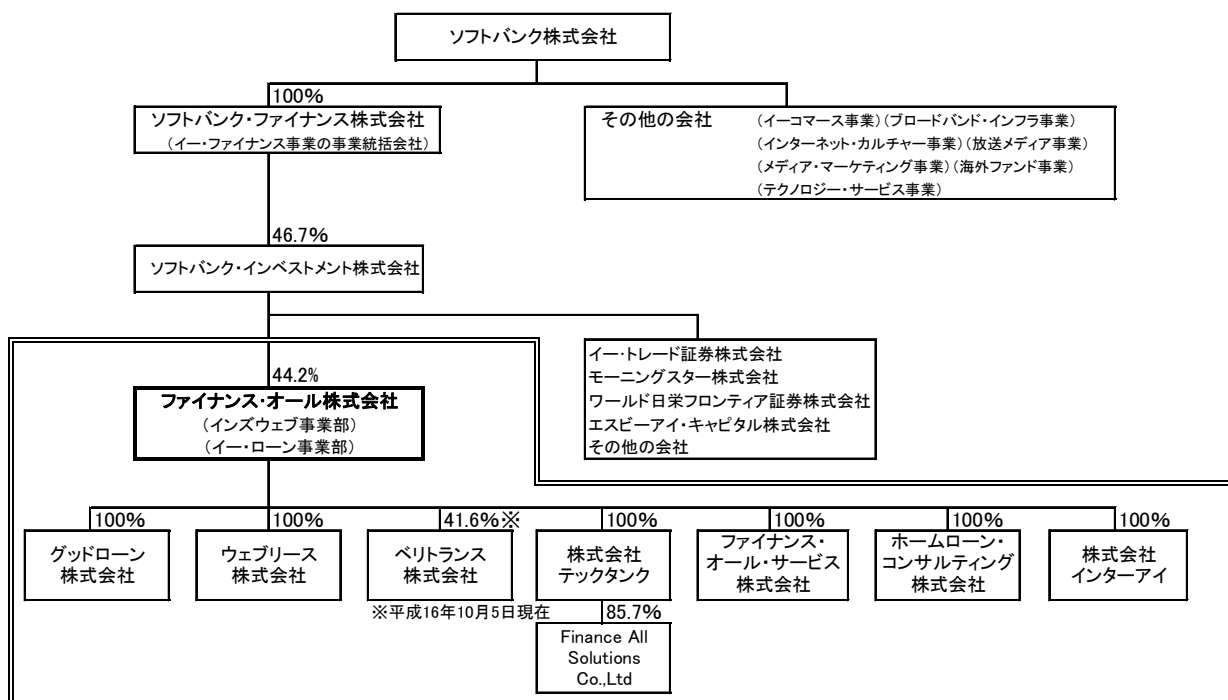 ソフトバンク株式会社
100%
ソフトバンク・ファイナンス株式会社
(イー・ファイナンス事業の事業統括会社)
その他の会社 (イーコマース事業)(ブロードバンド・インフラ事業)
(インターネット・カルチャー事業)(放送メディア事業)
(メディア・マーケティング事業)(海外ファンド事業)
(テクノロジー・サービス事業)
46.7%
ソフトバンク・インベストメント株式会社
イー・トレード証券株式会社
モーニングスター株式会社
ワールド日栄フロンティア証券株式会社
エスビーアイ・キャピタル株式会社
その他の会社
44.2%
ファイナンス・オール株式会社
(インズウェブ事業部)
(イー・ローン事業部)
100%
グッドローン
株式会社
100%
ウェブリース
株式会社
41.6%※
ベリトランス
株式会社
※平成16年10月5日現在
100%
株式会社
テックタンク
85.7%
Finance All
Solutions
Co.,Ltd
100%
ファイナンス・
オール・サービス
株式会社
100%
ホームローン・
コンサルティング
株式会社
100%
株式会社
インターアイ